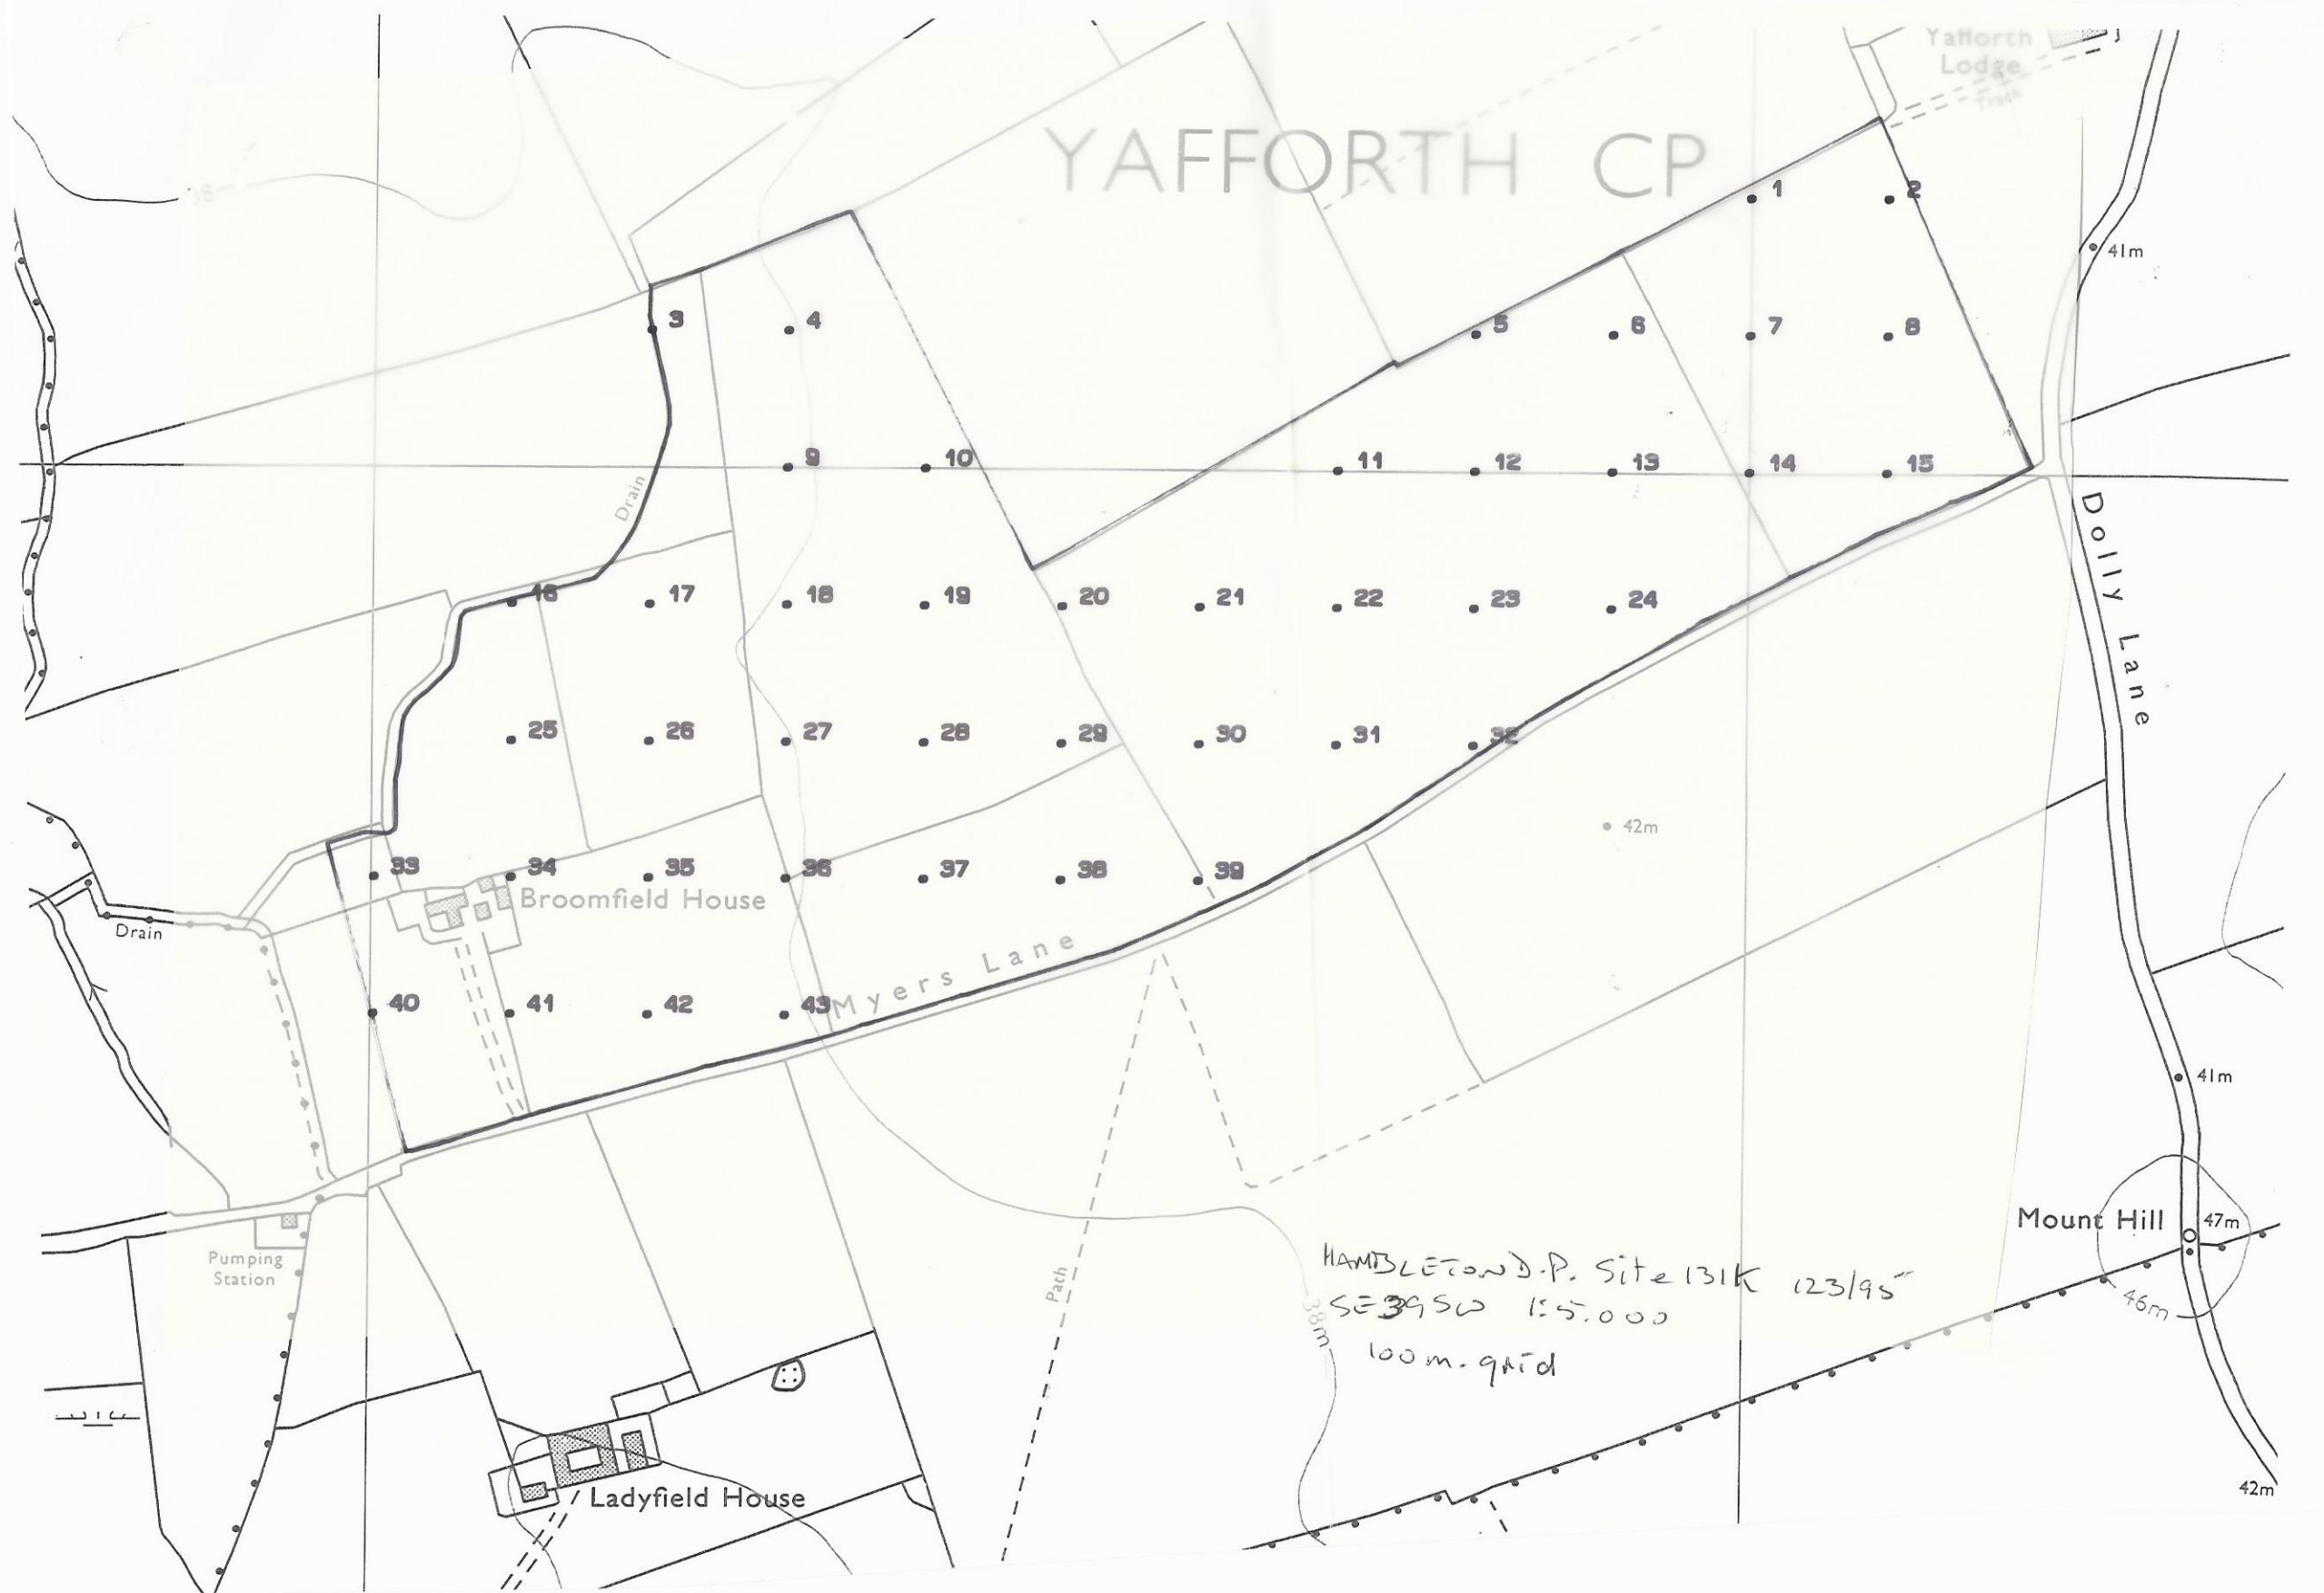 Yafforth
Lodge
Track
YAFFORTH CP
38
1
2
41m
3
4
5
6
7
8
9
10
11
12
13
14
15
Drain
Dolly Lane
16
17
18
19
20
21
22
23
24
25
26
27
28
29
30
31
32
42m
33
34
35
36
37
38
39
Broomfield House
Drain
Myers Lane
40
41
42
43
41m
Mount Hill
47m
46m
Pumping
Station
Path
38m
HAMBLETON D.P. Site 131K 123/95
SE39SW 1:5.000
100m. grid
Ladyfield House
42m